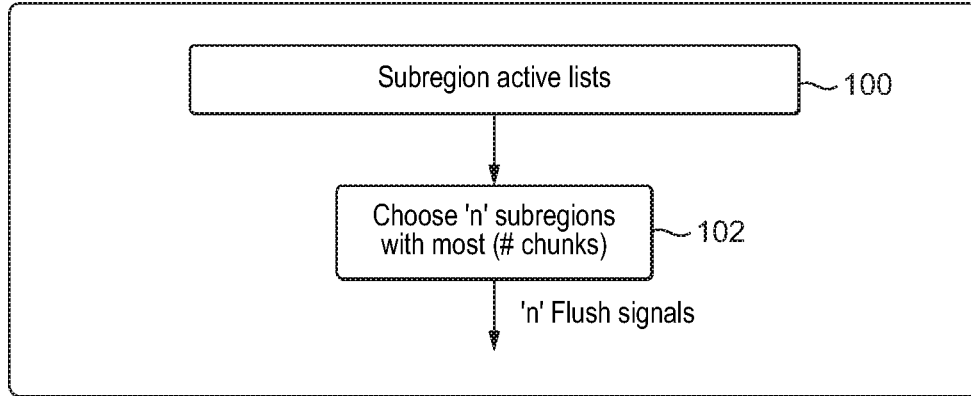 Subregion active lists
100
Choose 'n' subregions
with most (# chunks)
102
'n' Flush signals